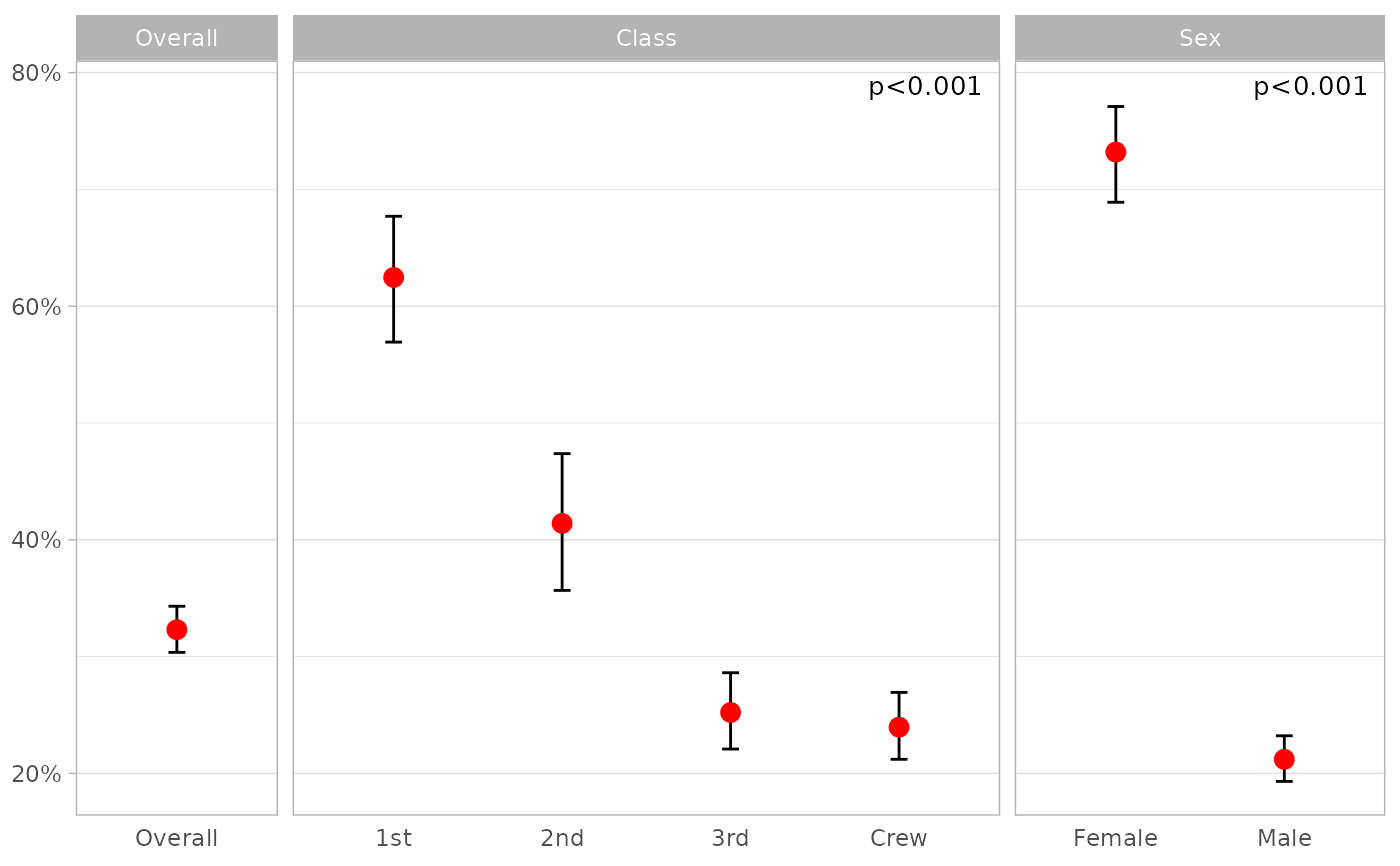 Overall Class Sex
80%
p<0.001 p<0.001
60%
40%
20%
Overall 1st 2nd 3rd Crew Female Male